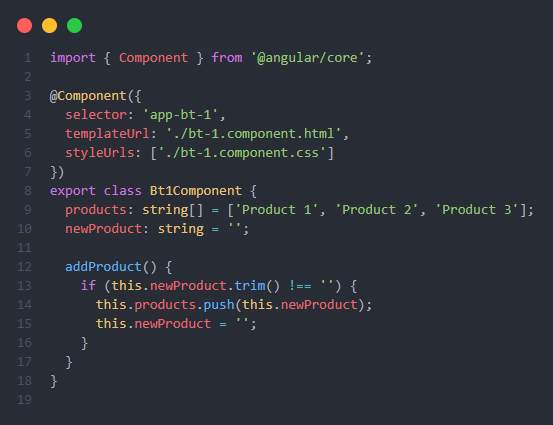 1 import { Component } from '@angular/core';
2
3 @Component({
4   selector: 'app-bt-1',
5   templateUrl: './bt-1.component.html',
6   styleUrls: ['./bt-1.component.css']
7 })
8 export class Bt1Component {
9   products: string[] = ['Product 1', 'Product 2', 'Product 3'];
10   newProduct: string = '';
11
12   addProduct() {
13     if (this.newProduct.trim() !== '') {
14       this.products.push(this.newProduct);
15       this.newProduct = '';
16     }
17   }
18 }
19